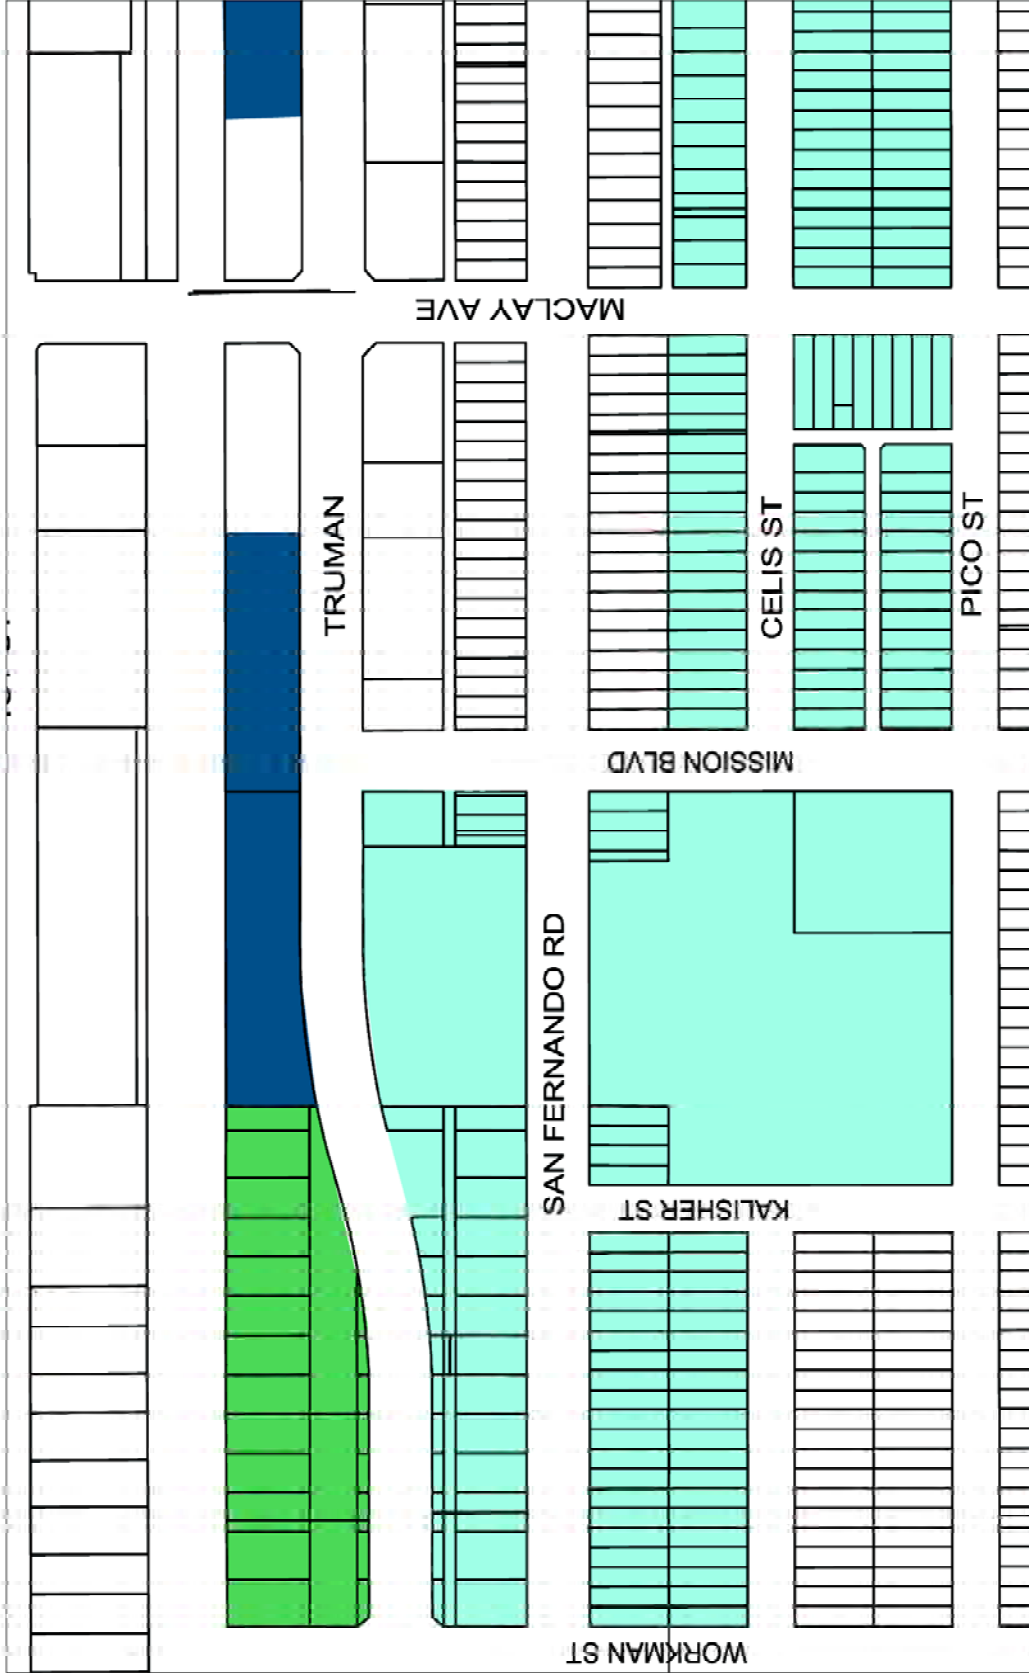 MACLAY AVE
TRUMAN
CELIS ST
PICO ST
MISSION BLVD
SAN FERNANDO RD
KALISHER ST
WORKMAN ST